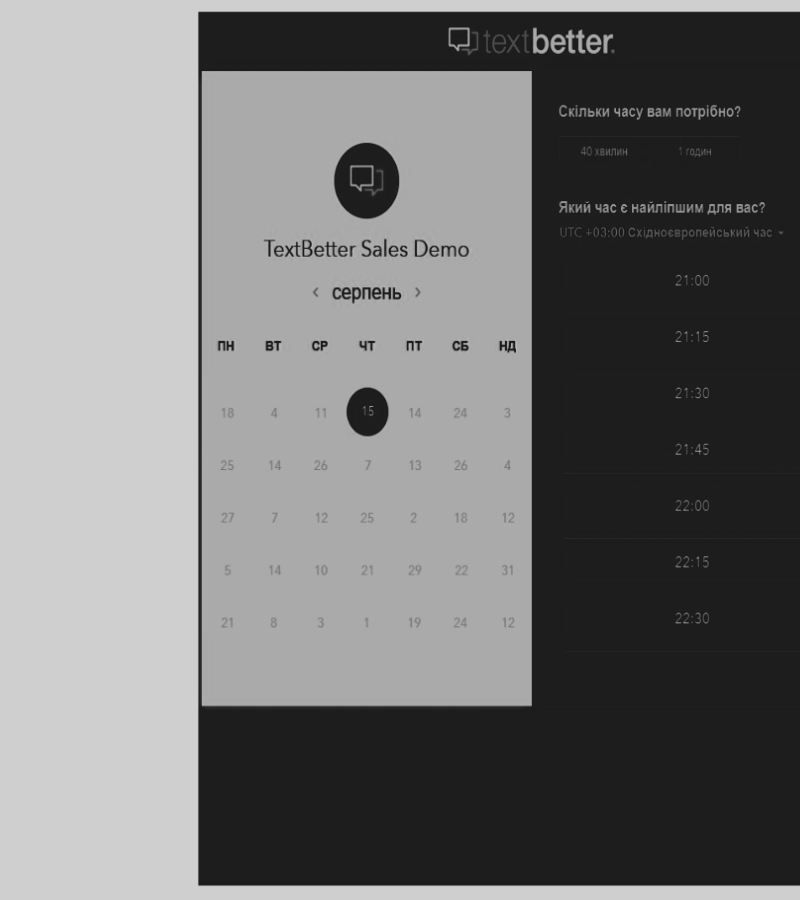 textbetter.
TextBetter Sales Demo
‹ серпень ›
ПН ВТ СР ЧТ ПТ СБ НД
18 4 11 15 14 24 3
25 14 26 7 13 26 4
27 7 12 25 2 18 12
5 14 10 21 29 22 31
21 8 3 1 19 24 12
Скільки часу вам потрібно?
40 хвилин 1 годин
Який час є найліпшим для вас?
UTC +03:00 Східноєвропейський час
21:00
21:15
21:30
21:45
22:00
22:15
22:30